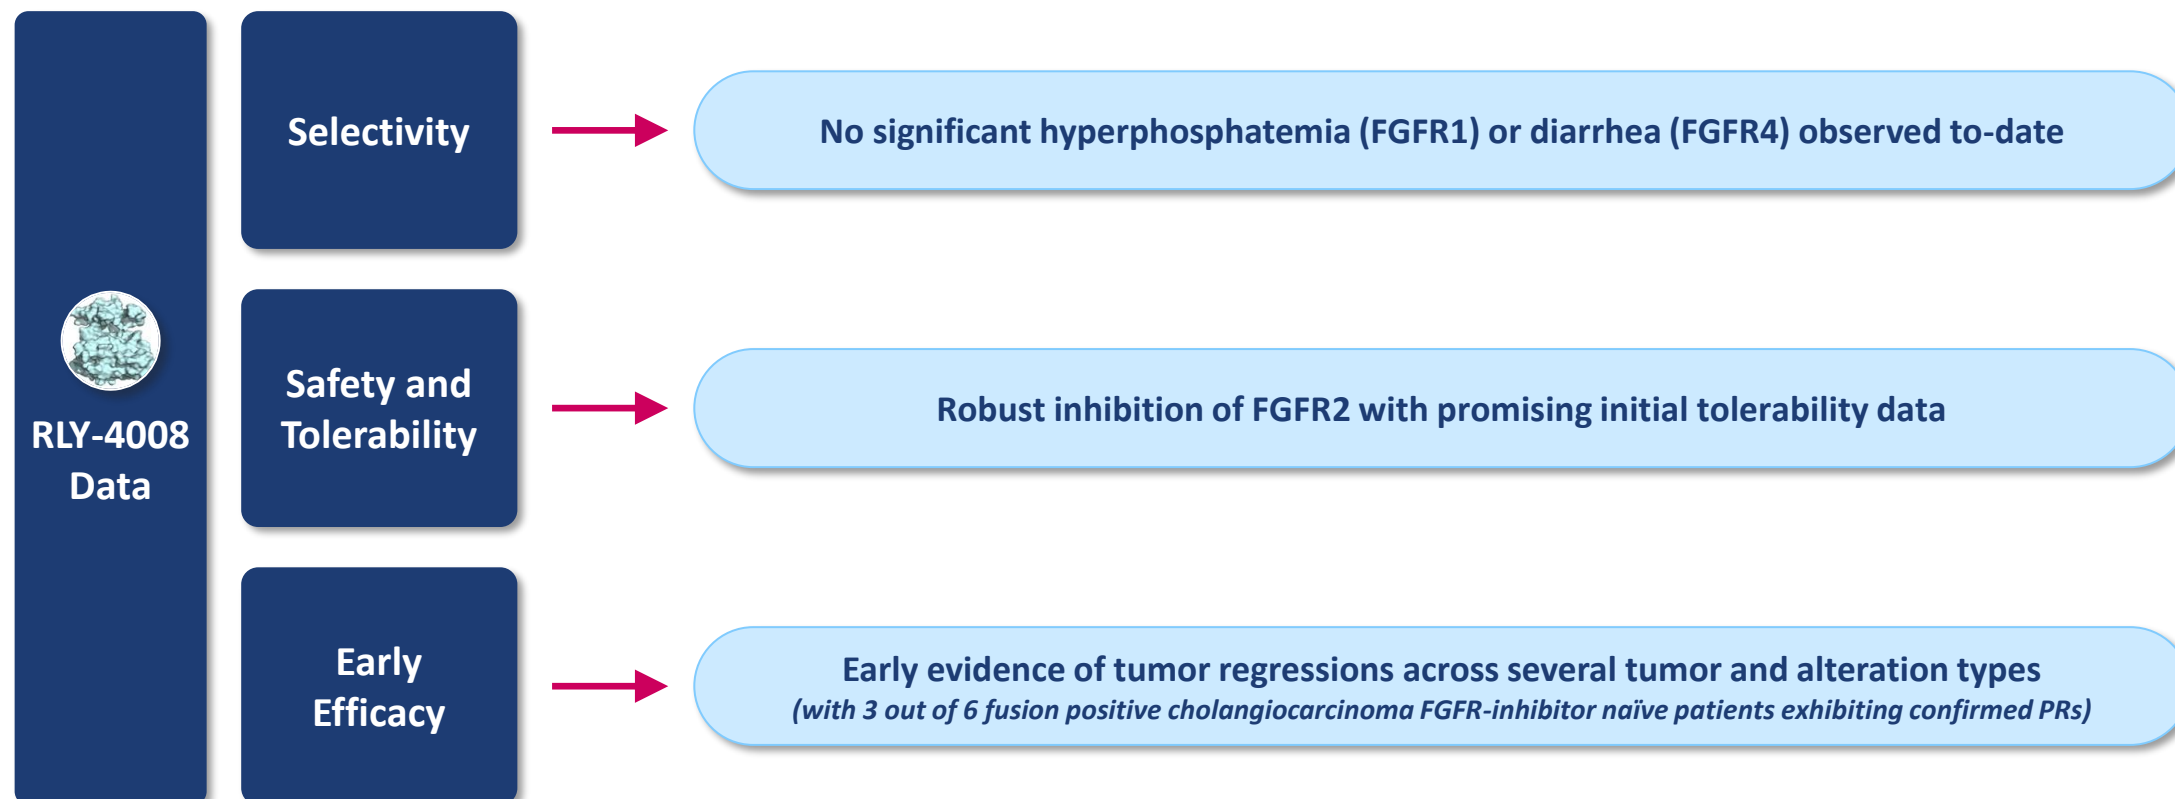 RLY-4008
Data
Selectivity
No significant hyperphosphatemia (FGFR1) or diarrhea (FGFR4) observed to-date
Safety and
Tolerability
Robust inhibition of FGFR2 with promising initial tolerability data
Early
Efficacy
Early evidence of tumor regressions across several tumor and alteration types
(with 3 out of 6 fusion positive cholangiocarcinoma FGFR-inhibitor naïve patients exhibiting confirmed PRs)